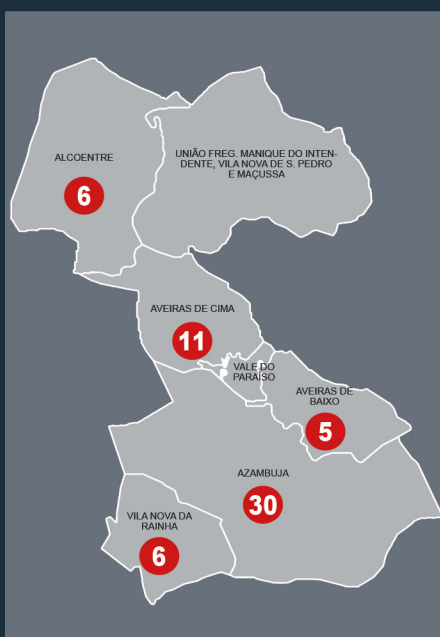 ALCOENTRE
6
UNIÃO FREG. MANIQUE DO INTEN-
DENTE, VILA NOVA DE S. PEDRO
E MAÇUSSA
AVEIRAS DE CIMA
11
VALE DO
PARAÍSO
AVEIRAS DE
BAIXO
5
AZAMBUJA
30
VILA NOVA DA
RAINHA
6